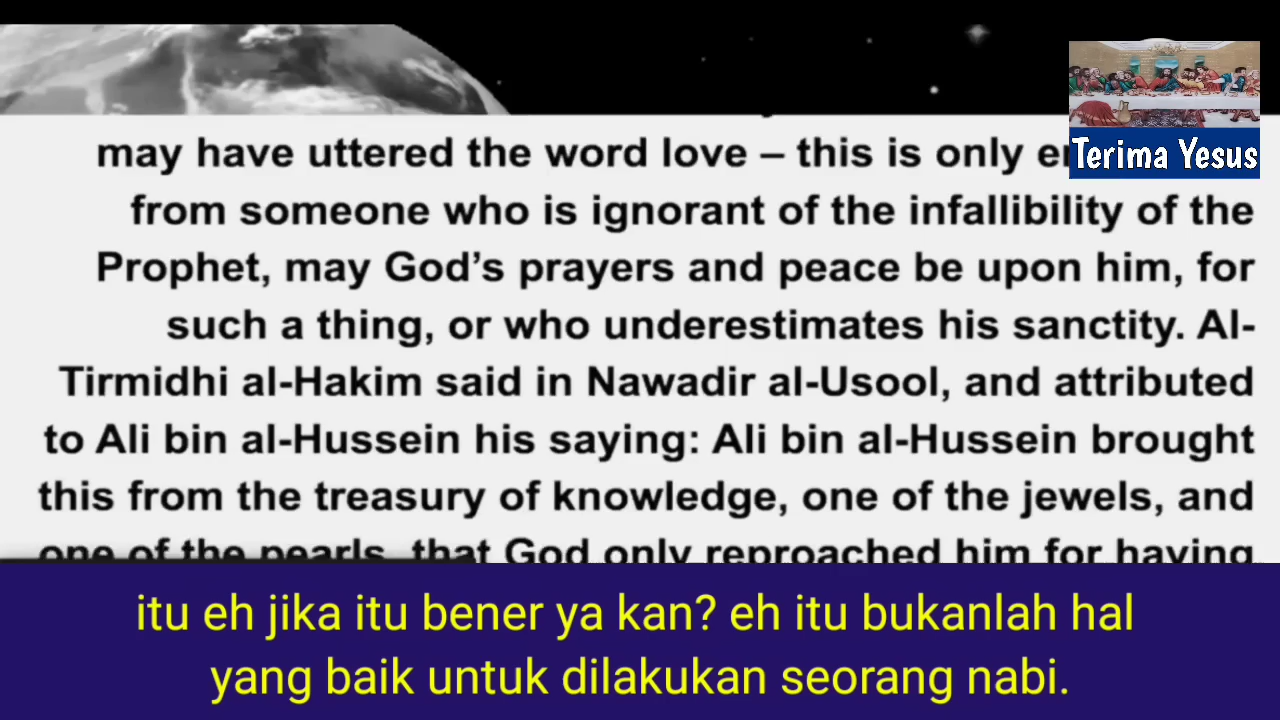 may have uttered the word love – this is only
Terima Yesus
from someone who is ignorant of the infallibility of the
Prophet, may God's prayers and peace be upon him, for
such a thing, or who underestimates his sanctity. Al-
Tirmidhi al-Hakim said in Nawadir al-Usool, and attributed
to Ali bin al-Hussein his saying: Ali bin al-Hussein brought
this from the treasury of knowledge, one of the jewels, and
one of the pearls, that God only reproached him for having
itu eh jika itu bener ya kan? eh itu bukanlah hal
yang baik untuk dilakukan seorang nabi.